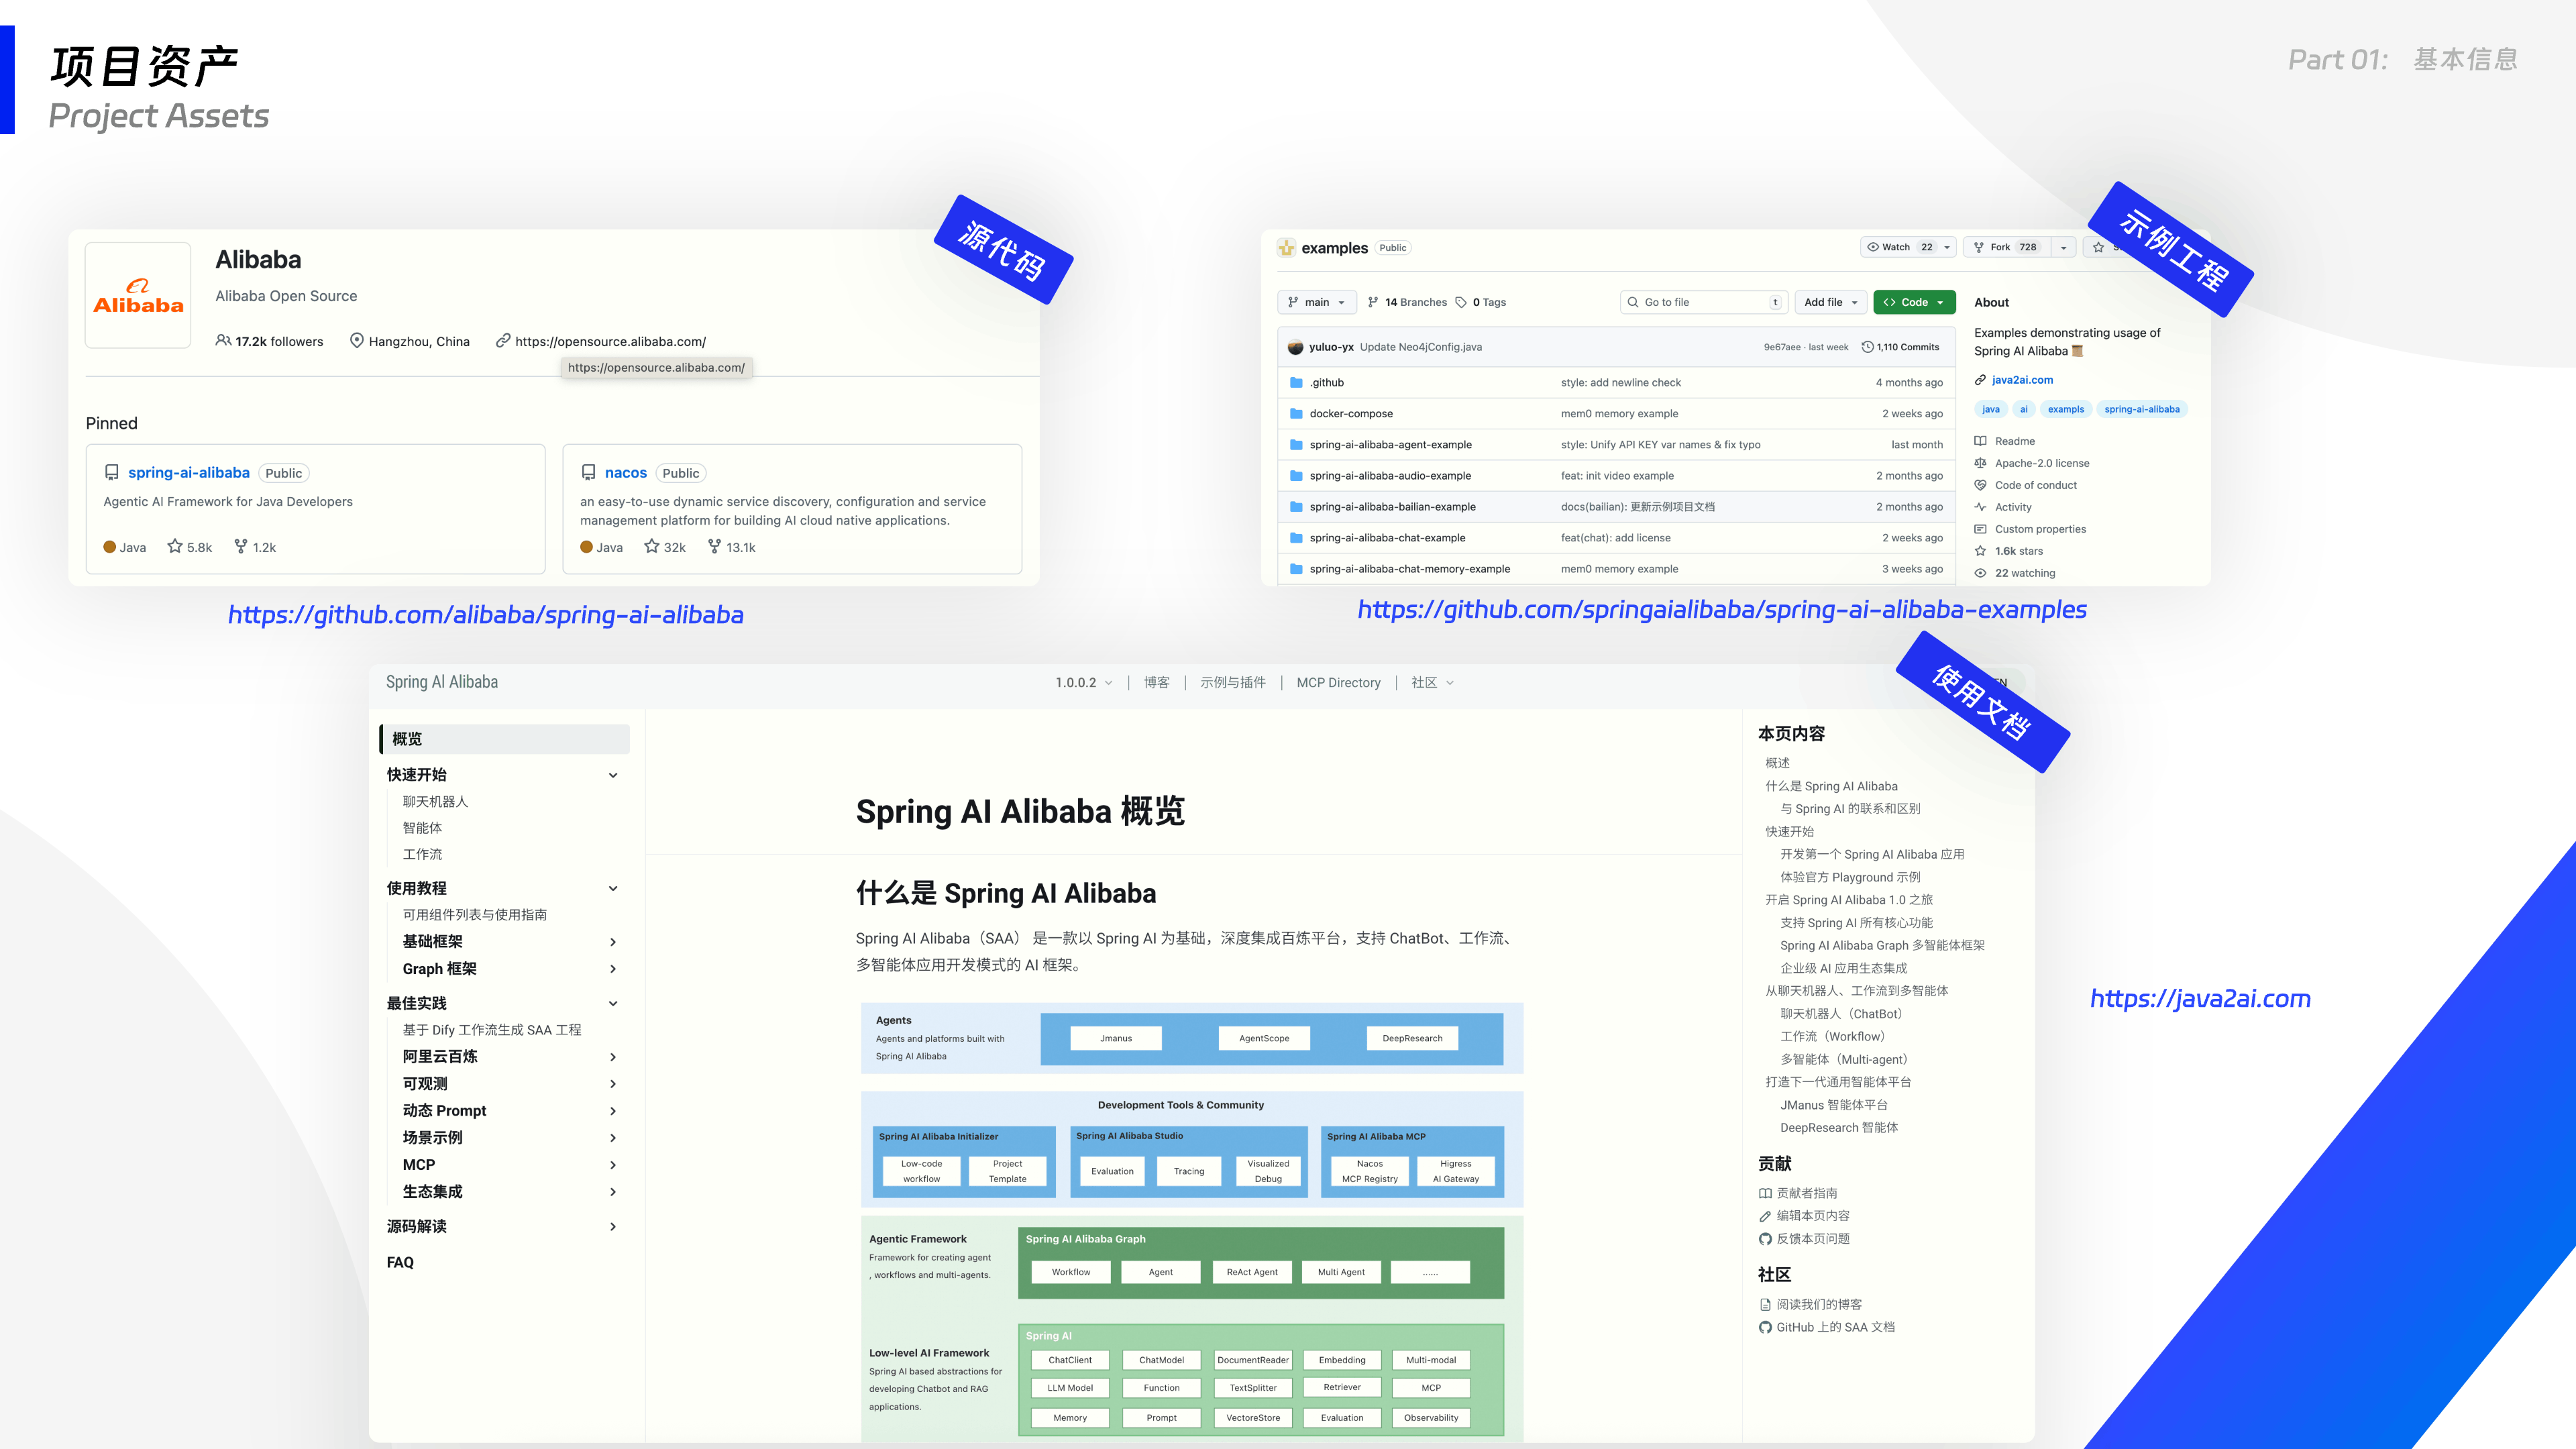 项目资产
Project Assets
Part 01: 基本信息
源代码
Alibaba
Alibaba
Alibaba Open Source
17.2k followers
Hangzhou, China
https://opensource.alibaba.com/
https://opensource.alibaba.com/
Pinned
spring-ai-alibaba Public
Agentic AI Framework for Java Developers
Java 5.8k 1.2k
nacos Public
an easy-to-use dynamic service discovery, configuration and service
management platform for building AI cloud native applications.
Java 32k 13.1k
https://github.com/alibaba/spring-ai-alibaba
示例工程
examples Public
Watch 22
Fork 728
main
14 Branches
0 Tags
Go to file t
Add file
Code
yuluo-yx Update Neo4jConfig.java 9e67aee · last week 1,110 Commits
.github style: add newline check 4 months ago
docker-compose mem0 memory example 2 weeks ago
spring-ai-alibaba-agent-example style: Unify API KEY var names & fix typo last month
spring-ai-alibaba-audio-example feat: init video example 2 months ago
spring-ai-alibaba-bailian-example docs(bailian): 更新示例项目文档 2 months ago
spring-ai-alibaba-chat-example feat(chat): add license 2 weeks ago
spring-ai-alibaba-chat-memory-example mem0 memory example 3 weeks ago
About
Examples demonstrating usage of
Spring AI Alibaba
java2ai.com
java ai exampls spring-ai-alibaba
Readme
Apache-2.0 license
Code of conduct
Activity
Custom properties
1.6k stars
22 watching
https://github.com/springaialibaba/spring-ai-alibaba-examples
使用文档
Spring AI Alibaba
1.0.0.2 | 博客 | 示例与插件 | MCP Directory | 社区
概览
快速开始
聊天机器人
智能体
工作流
使用教程
可用组件列表与使用指南
基础框架
Graph 框架
最佳实践
基于 Dify 工作流生成 SAA 工程
阿里云百炼
可观测
动态 Prompt
场景示例
MCP
生态集成
源码解读
FAQ
Spring AI Alibaba 概览
什么是 Spring AI Alibaba
Spring AI Alibaba（SAA） 是一款以 Spring AI 为基础，深度集成百炼平台，支持 ChatBot、工作流、
多智能体应用开发模式的 AI 框架。
Agents
Agents and platforms built with
Spring AI Alibaba
Jmanus
AgentScope
DeepResearch
Development Tools & Community
Spring AI Alibaba Initializer
Low-code
workflow
Project
Template
Spring AI Alibaba Studio
Evaluation
Tracing
Visualized
Debug
Spring AI Alibaba MCP
Nacos
MCP Registry
Higress
AI Gateway
Agentic Framework
Framework for creating agent
, workflows and multi-agents.
Spring AI Alibaba Graph
Workflow
Agent
ReAct Agent
Multi Agent
......
Low-level AI Framework
Spring AI based abstractions for
developing Chatbot and RAG
applications.
Spring AI
ChatClient ChatModel DocumentReader Embedding Multi-modal
LLM Model Function TextSplitter Retriever MCP
Memory Prompt VectoreStore Evaluation Observability
本页内容
概述
什么是 Spring AI Alibaba
与 Spring AI 的联系和区别
快速开始
开发第一个 Spring AI Alibaba 应用
体验官方 Playground 示例
开启 Spring AI Alibaba 1.0 之旅
支持 Spring AI 所有核心功能
Spring AI Alibaba Graph 多智能体框架
企业级 AI 应用生态集成
从聊天机器人、工作流到多智能体
聊天机器人（ChatBot）
工作流（Workflow）
多智能体（Multi-agent）
打造下一代通用智能体平台
JManus 智能体平台
DeepResearch 智能体
贡献
贡献者指南
编辑本页内容
反馈本页问题
社区
阅读我们的博客
GitHub 上的 SAA 文档
https://java2ai.com